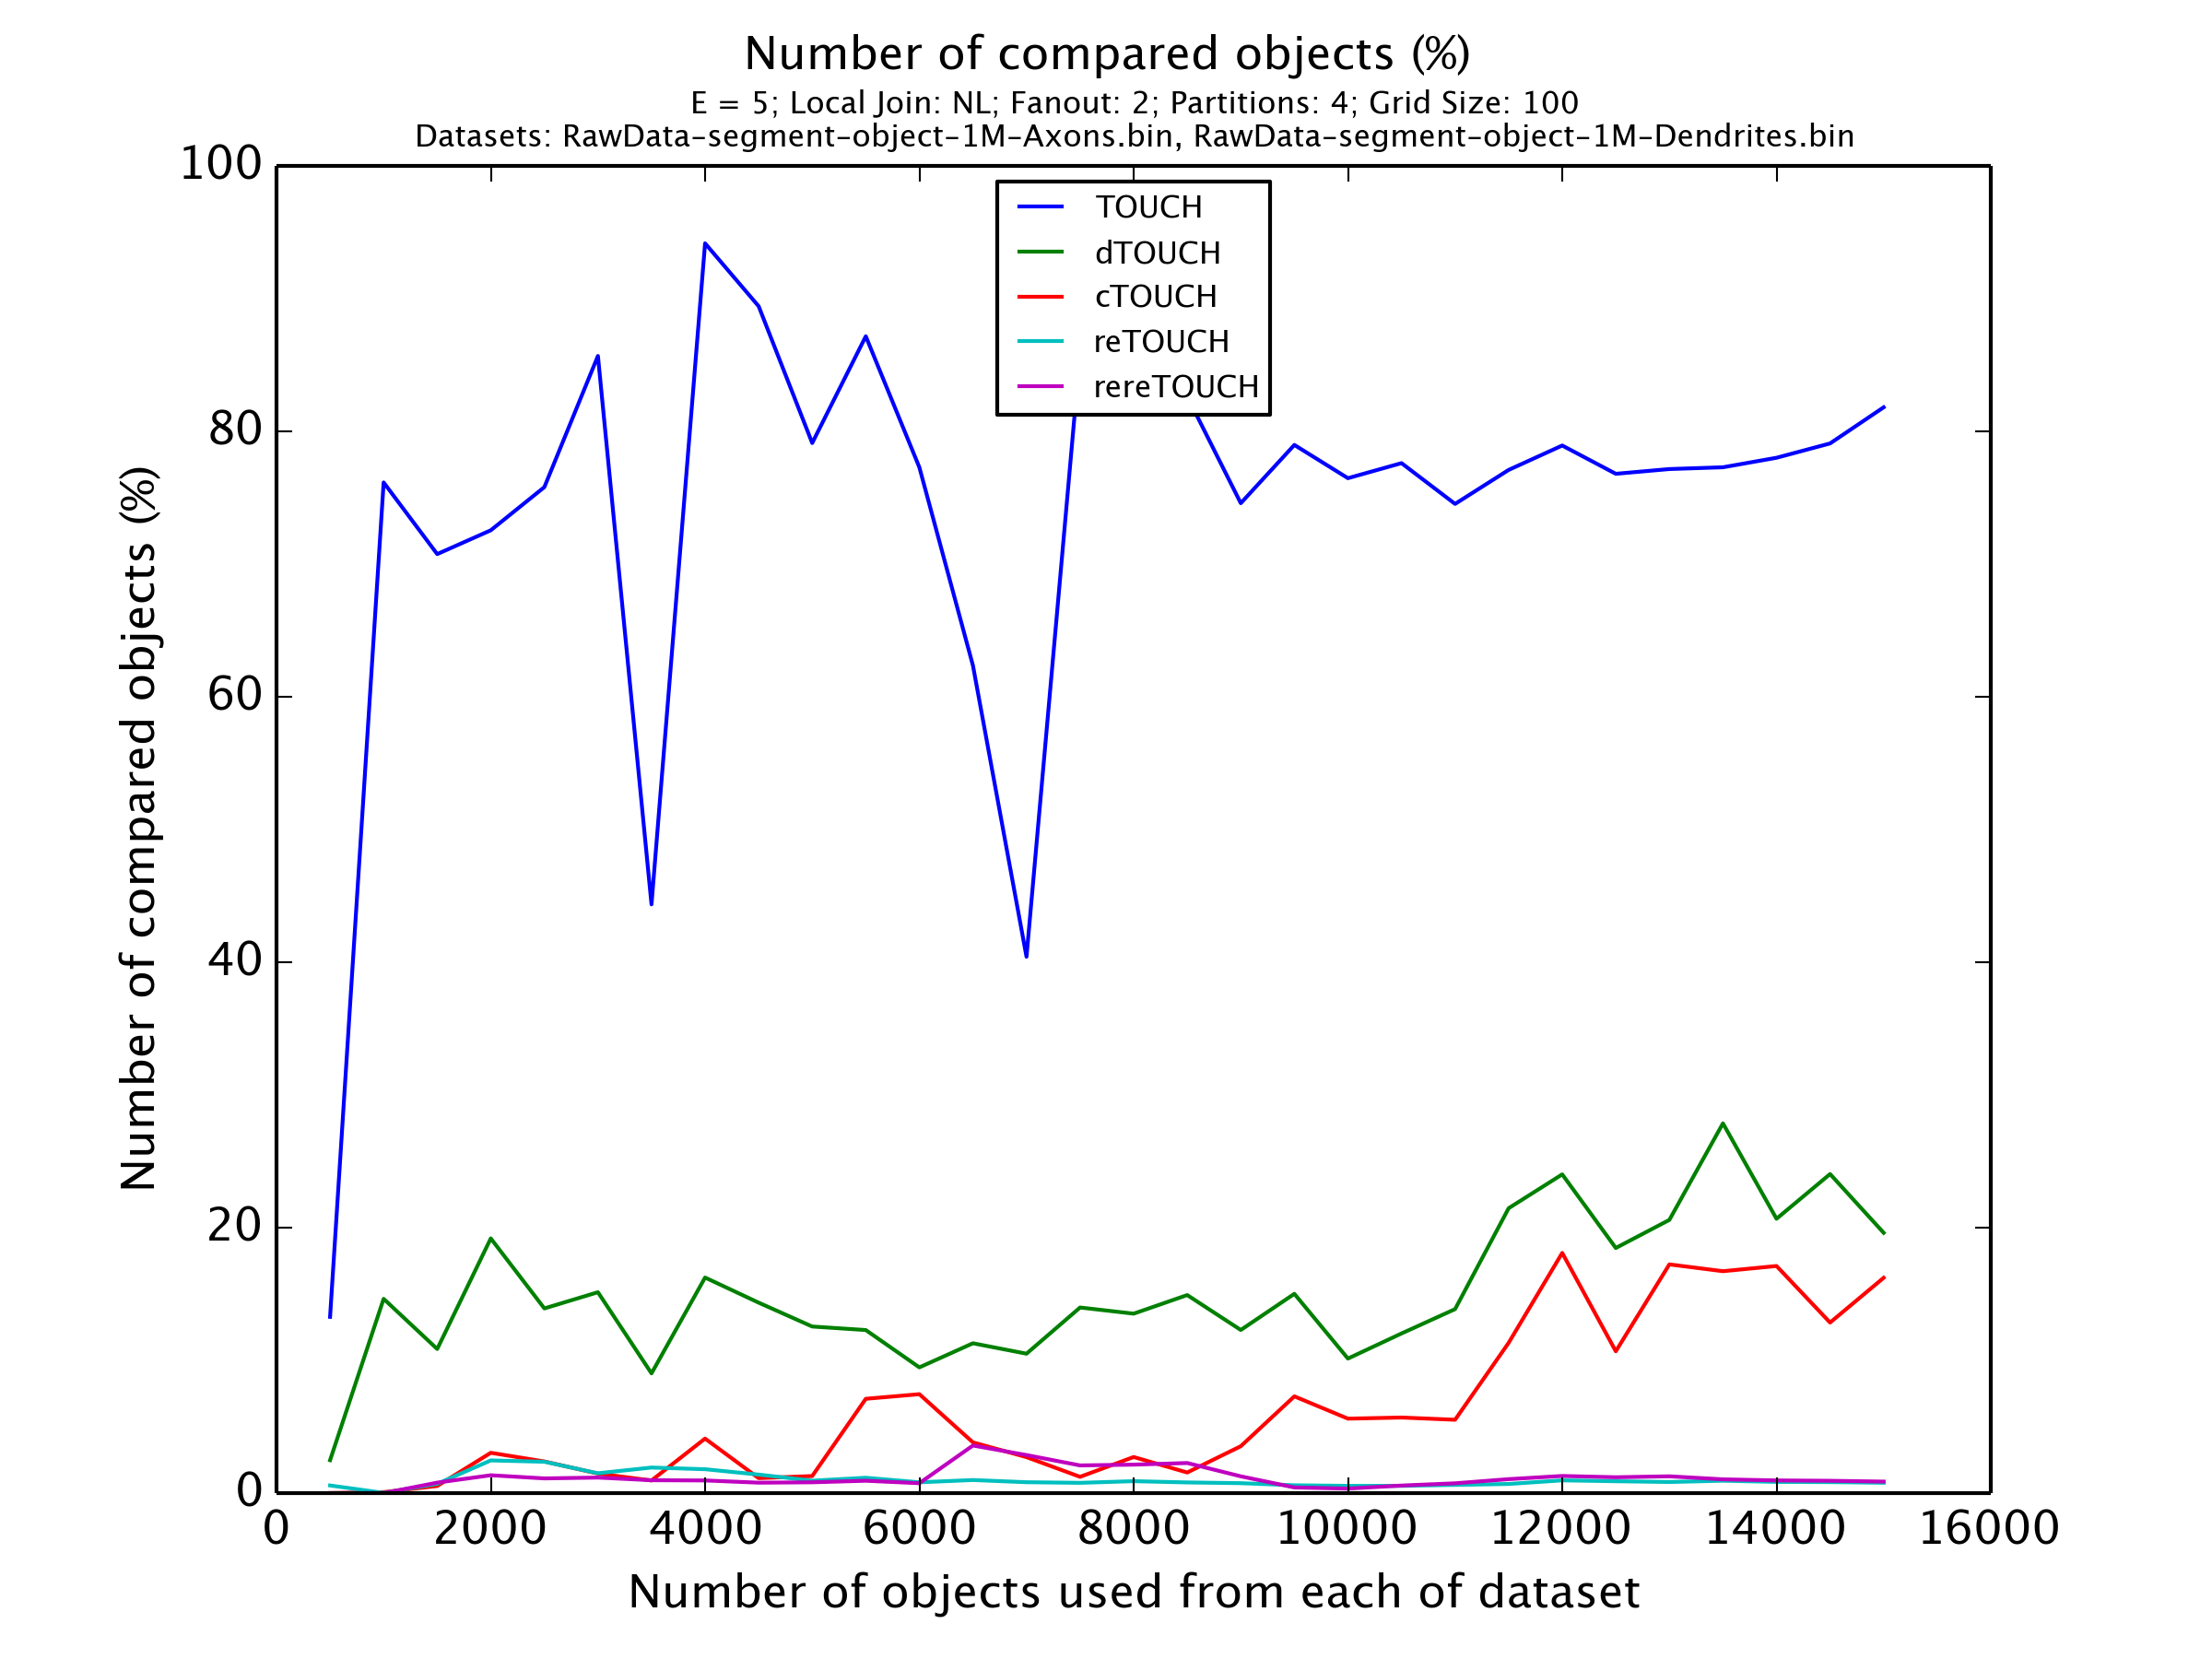 Number of compared objects (%)
E = 5; Local Join: NL; Fanout: 2; Partitions: 4; Grid Size: 100
Datasets: RawData-segment-object-1M-Axons.bin, RawData-segment-object-1M-Dendrites.bin
100
80
60
40
20
0
Number of compared objects (%)
TOUCH
dTOUCH
cTOUCH
reTOUCH
rereTOUCH
0 2000 4000 6000 8000 10000 12000 14000 16000
Number of objects used from each of dataset